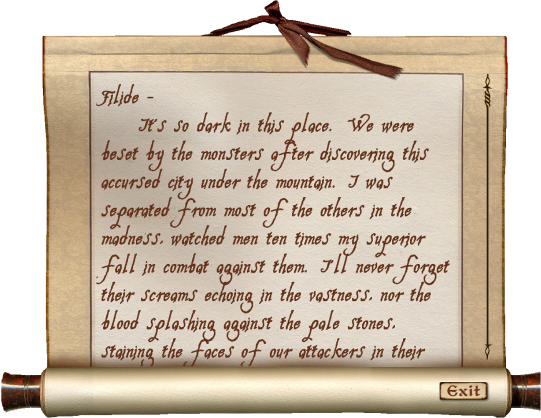 Filide -
It's so dark in this place. We were
beset by the monsters after discovering this
accursed city under the mountain. I was
separated from most of the others in the
madness, watched men ten times my superior
fall in combat against them. I'll never forget
their screams echoing in the vastness, nor the
blood splashing against the pale stones,
staining the faces of our attackers in their
Exit